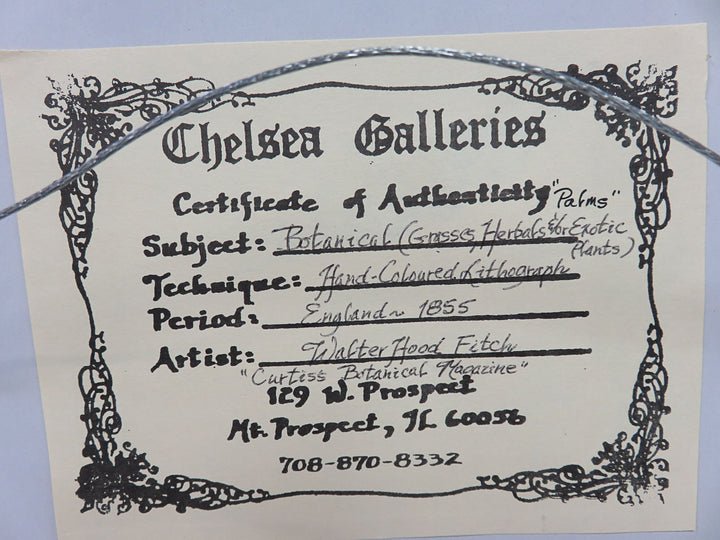 Chelsea Galleries
Certificate of Authenticity "Palms"
Subject: Botanical (Grasses, Herbals &/or Exotic
Plants)
Technique: Hand-Coloured Lithograph
Period: England ~ 1855
Artist: Walter Hood Fitch
"Curtiss Botanical Magazine"
129 W. Prospect
Mt. Prospect, IL 60056
708-870-8332